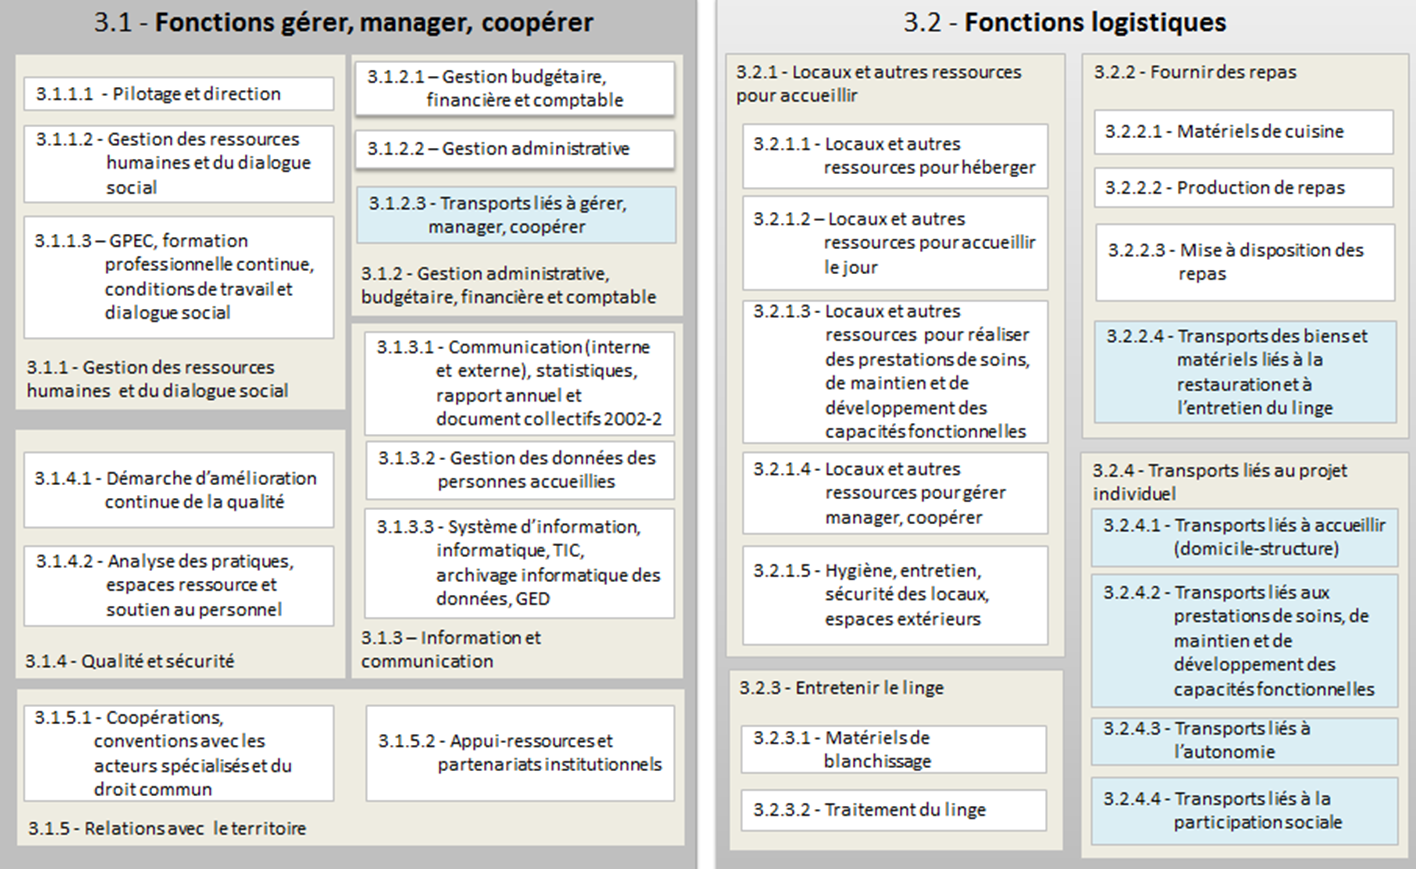 3.1 - Fonctions gérer, manager, coopérer
3.1.1.1 - Pilotage et direction
3.1.1.2 - Gestion des ressources
humaines et du dialogue
social
3.1.1.3 – GPEC, formation
professionnelle continue,
conditions de travail et
dialogue social
3.1.1 - Gestion des ressources
humaines et du dialogue social
3.1.2.1 – Gestion budgétaire,
financière et comptable
3.1.2.2 – Gestion administrative
3.1.2.3 - Transports liés à gérer,
manager, coopérer
3.1.2 - Gestion administrative,
budgétaire, financière et comptable
3.1.3.1 - Communication (interne
et externe), statistiques,
rapport annuel et
document collectifs 2002-2
3.1.3.2 - Gestion des données des
personnes accueillies
3.1.3.3 - Système d'information,
informatique, TIC,
archivage informatique des
données, GED
3.1.3 – Information et
communication
3.1.4.1 - Démarche d'amélioration
continue de la qualité
3.1.4.2 - Analyse des pratiques,
espaces ressource et
soutien au personnel
3.1.4 - Qualité et sécurité
3.1.5.1 - Coopérations,
conventions avec les
acteurs spécialisés et du
droit commun
3.1.5.2 - Appui-ressources et
partenariats institutionnels
3.1.5 - Relations avec le territoire
3.2 - Fonctions logistiques
3.2.1 - Locaux et autres ressources
pour accueillir
3.2.1.1 - Locaux et autres
ressources pour héberger
3.2.1.2 – Locaux et autres
ressources pour accueillir
le jour
3.2.1.3 - Locaux et autres
ressources pour réaliser
des prestations de soins,
de maintien et de
développement des
capacités fonctionnelles
3.2.1.4 - Locaux et autres
ressources pour gérer
manager, coopérer
3.2.1.5 - Hygiène, entretien,
sécurité des locaux,
espaces extérieurs
3.2.2 - Fournir des repas
3.2.2.1 - Matériels de cuisine
3.2.2.2 - Production de repas
3.2.2.3 - Mise à disposition des
repas
3.2.2.4 - Transports des biens et
matériels liés à la
restauration et à
l'entretien du linge
3.2.3 - Entretenir le linge
3.2.3.1 - Matériels de
blanchissage
3.2.3.2 - Traitement du linge
3.2.4 - Transports liés au projet
individuel
3.2.4.1 - Transports liés à accueillir
(domicile-structure)
3.2.4.2 - Transports liés aux
prestations de soins, de
maintien et de
développement des
capacités fonctionnelles
3.2.4.3 - Transports liés à
l'autonomie
3.2.4.4 - Transports liés à la
participation sociale